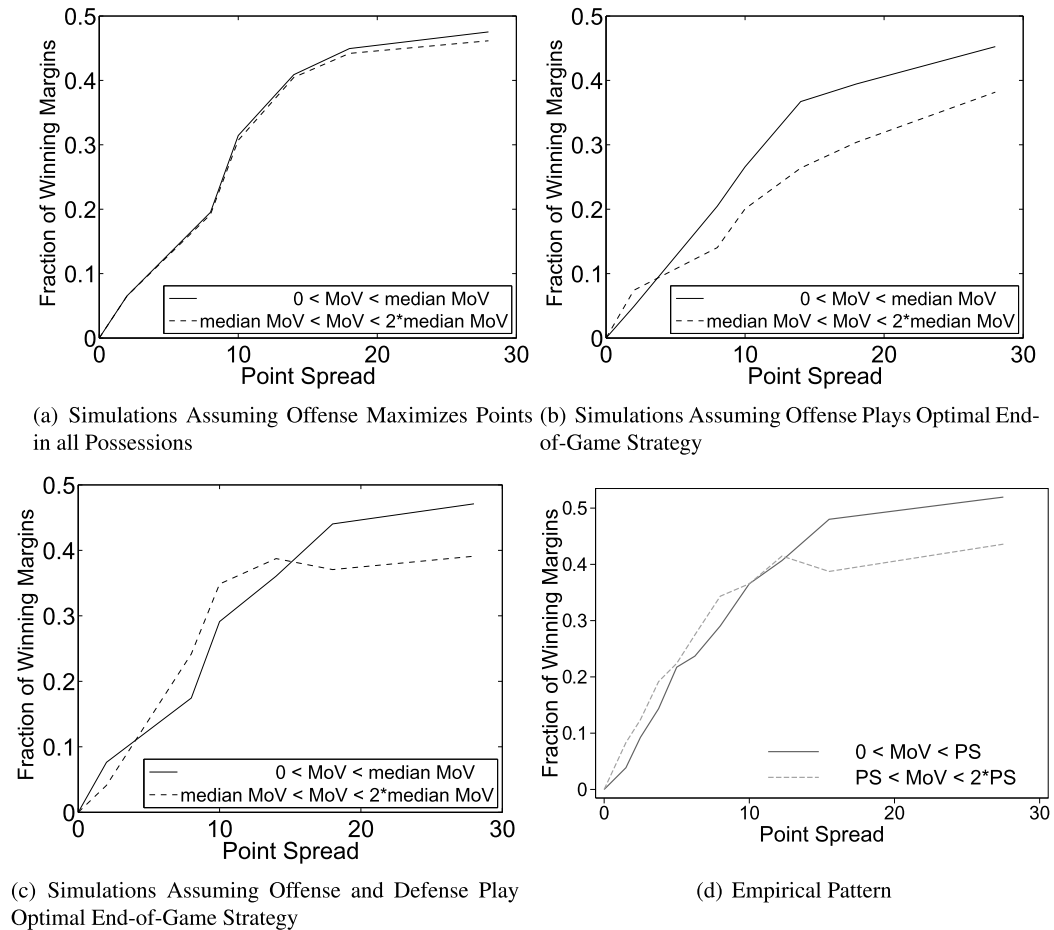 0.5
0.4
0.3
0.2
0.1
0
Fraction of Winning Margins
0 < MoV < median MoV
median MoV < MoV < 2*median MoV
0 10 20 30
Point Spread
(a) Simulations Assuming Offense Maximizes Points
in all Possessions
0.5
0.4
0.3
0.2
0.1
0
Fraction of Winning Margins
0 < MoV < median MoV
median MoV < MoV < 2*median MoV
0 10 20 30
Point Spread
(b) Simulations Assuming Offense Plays Optimal End-
of-Game Strategy
0.5
0.4
0.3
0.2
0.1
0
Fraction of Winning Margins
0 < MoV < median MoV
median MoV < MoV < 2*median MoV
0 10 20 30
Point Spread
(c) Simulations Assuming Offense and Defense Play
Optimal End-of-Game Strategy
0.5
0.4
0.3
0.2
0.1
0
Fraction of Winning Margins
0 < MoV < PS
PS < MoV < 2*PS
0 10 20 30
Point Spread
(d) Empirical Pattern